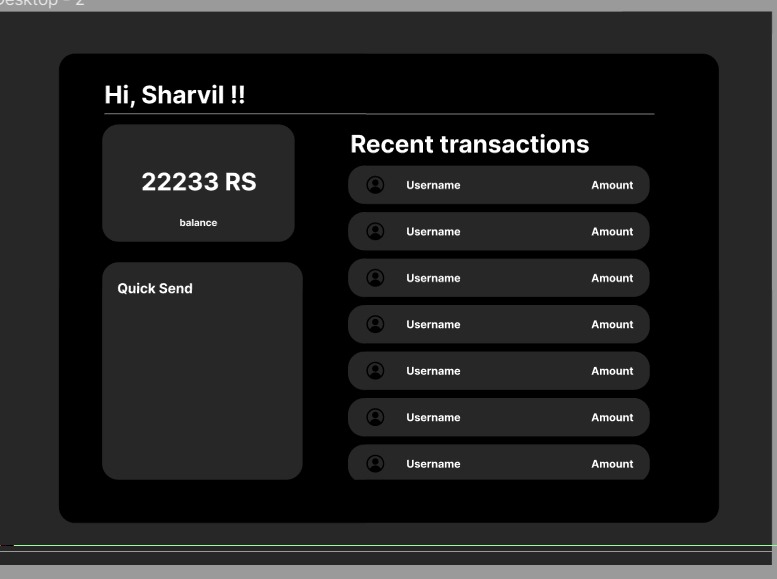 Desktop - 2
Hi, Sharvil !!
22233 RS
balance
Quick Send
Recent transactions
Username Amount
Username Amount
Username Amount
Username Amount
Username Amount
Username Amount
Username Amount